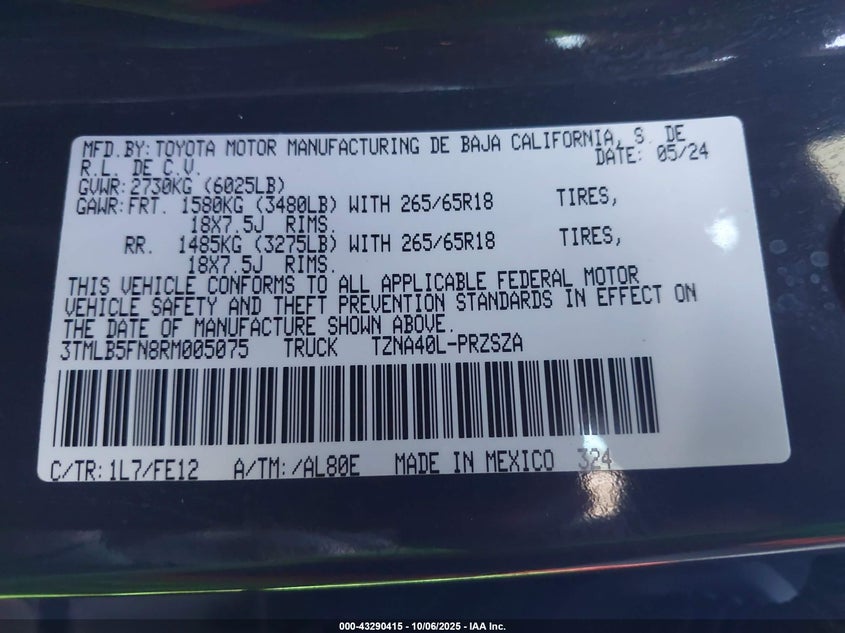 MFD.BY: TOYOTA MOTOR MANUFACTURING DE BAJA CALIFORNIA, S. DE
R.L. DE C.V. DATE: 05/24
GVWR: 2730KG (6025LB)
GAWR: FRT. 1580KG (3480LB) WITH 265/65R18 TIRES,
18X7.5J RIMS.
RR. 1485KG (3275LB) WITH 265/65R18 TIRES,
18X7.5J RIMS.
THIS VEHICLE CONFORMS TO ALL APPLICABLE FEDERAL MOTOR
VEHICLE SAFETY AND THEFT PREVENTION STANDARDS IN EFFECT ON
THE DATE OF MANUFACTURE SHOWN ABOVE.
3TMLB5FN8RM005075 TRUCK TZNA40L-PRZSZA
C/TR: 1L7/FE12 A/TM: /AL80E MADE IN MEXICO 324
000-43290415 - 10/06/2025 - IAA Inc.